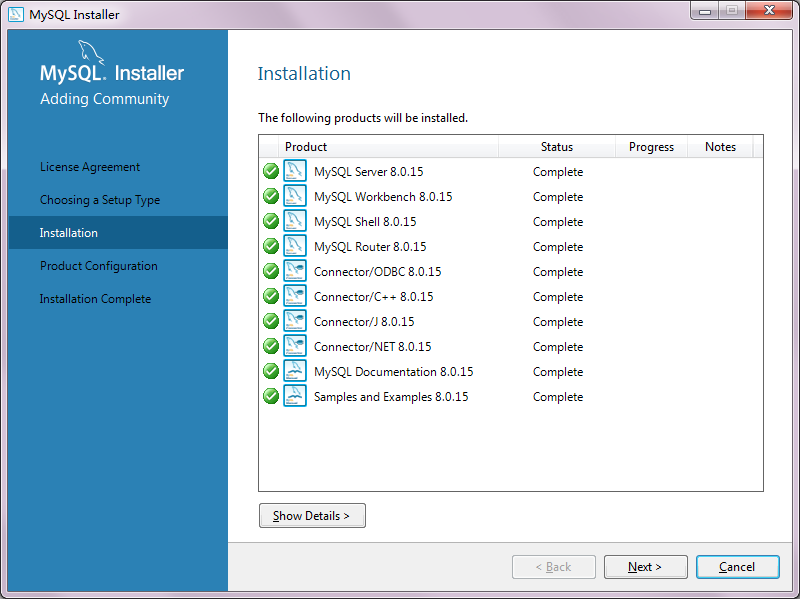 MySQL Installer
MySQL. Installer
Adding Community
License Agreement
Choosing a Setup Type
Installation
Product Configuration
Installation Complete
Installation
The following products will be installed.
Product Status Progress Notes
MySQL Server 8.0.15 Complete
MySQL Workbench 8.0.15 Complete
MySQL Shell 8.0.15 Complete
MySQL Router 8.0.15 Complete
Connector/ODBC 8.0.15 Complete
Connector/C++ 8.0.15 Complete
Connector/J 8.0.15 Complete
Connector/NET 8.0.15 Complete
MySQL Documentation 8.0.15 Complete
Samples and Examples 8.0.15 Complete
Show Details >
< Back Next > Cancel